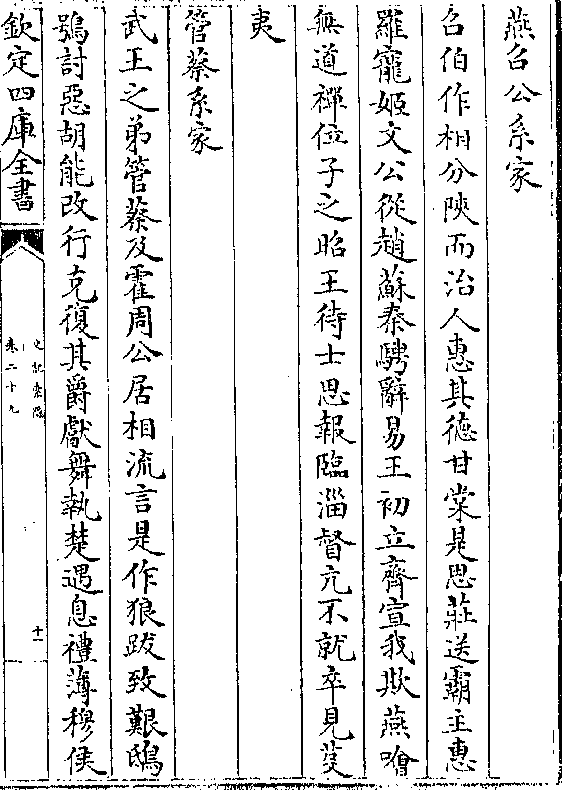 燕召公系家
召伯作相分陝而治人惠其徳甘棠是思莊送霸主惠
羅寵姬文公從趙蘇秦騁辭易王初立齊宣我欺燕噲
無道禪位子之昭王待士思報臨淄督亢不就卒見芟
夷
管蔡系家
武王之弟管蔡及霍周公居相流言是作狼跋致艱鴟
鴞討惡胡能改行克復其爵獻舞執楚遇息禮薄穆侯
欽定四庫全書
史記索隱
卷二十九
十一